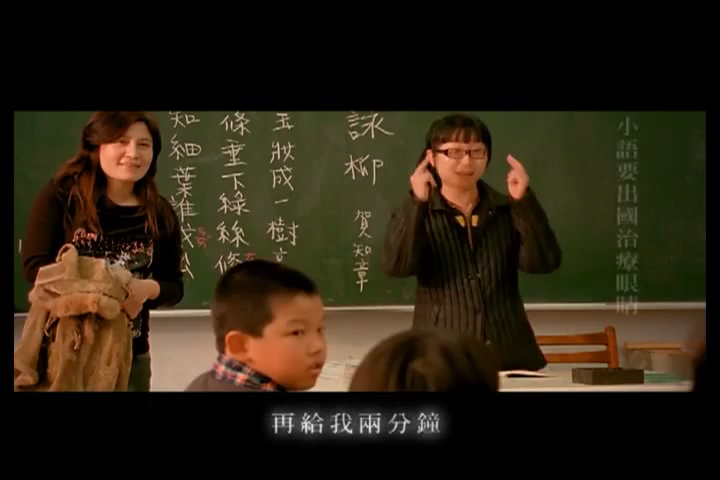 小語要出國治療眼睛
詠柳 賀知章
玉妝成一樹
條垂下綠絲絛
知細葉誰裁
再給我兩分鐘